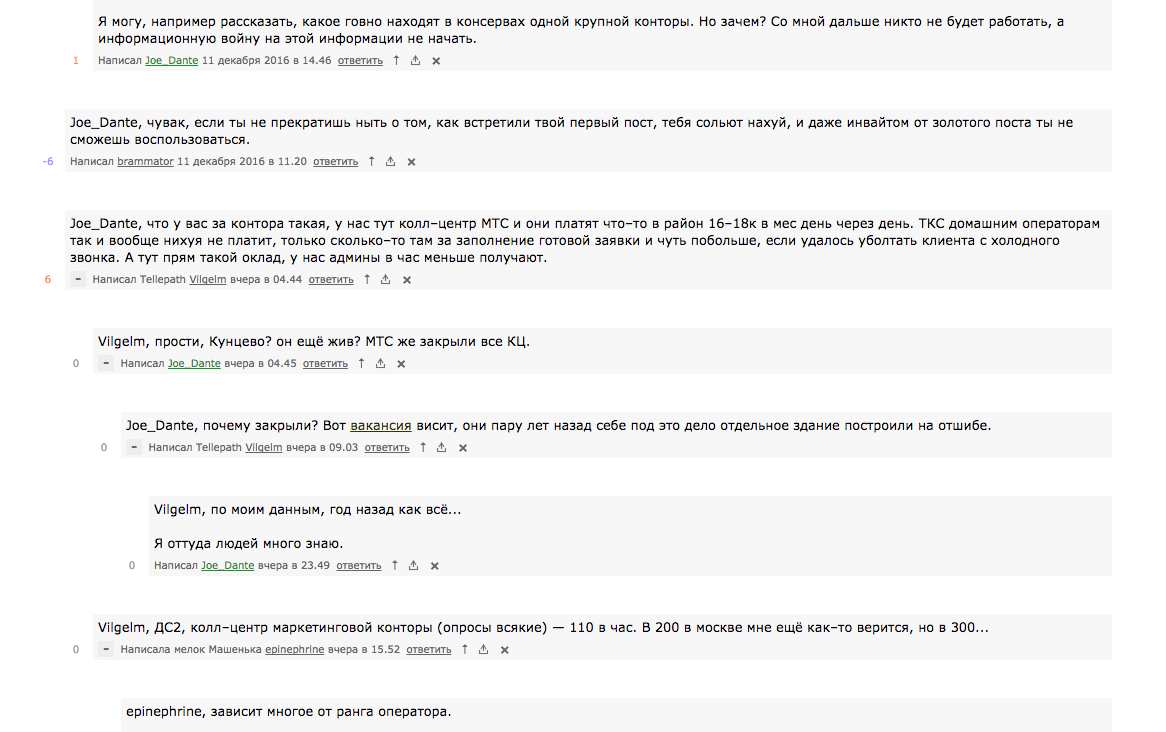 Я могу, например рассказать, какое говно находят в консервах одной крупной конторы. Но зачем? Со мной дальше никто не будет работать, а
информационную войну на этой информации не начать.
1 Написал Joe_Dante 11 декабря 2016 в 14.46 ответить ↑ ×
Joe_Dante, чувак, если ты не прекратишь ныть о том, как встретили твой первый пост, тебя сольют нахуй, и даже инвайтом от золотого поста ты не
сможешь воспользоваться.
-6 Написал brammator 11 декабря 2016 в 11.20 ответить ↑ ×
Joe_Dante, что у вас за контора такая, у нас тут колл–центр МТС и они платят что–то в район 16–18к в мес день через день. ТКС домашним операторам
так и вообще нихуя не платит, только сколько–то там за заполнение готовой заявки и чуть побольше, если удалось уболтать клиента с холодного
звонка. А тут прям такой оклад, у нас админы в час меньше получают.
6 – Написал Tellepath Vilgelm вчера в 04.44 ответить ↑ ×
Vilgelm, прости, Кунцево? он ещё жив? МТС же закрыли все КЦ.
0 – Написал Joe_Dante вчера в 04.45 ответить ↑ ×
Joe_Dante, почему закрыли? Вот вакансия висит, они пару лет назад себе под это дело отдельное здание построили на отшибе.
0 – Написал Tellepath Vilgelm вчера в 09.03 ответить ↑ ×
Vilgelm, по моим данным, год назад как всё...
Я оттуда людей много знаю.
0 Написал Joe_Dante вчера в 23.49 ответить ↑ ×
Vilgelm, ДС2, колл–центр маркетинговой конторы (опросы всякие) — 110 в час. В 200 в москве мне ещё как–то верится, но в 300...
0 – Написала мелок Машенька epinephrine вчера в 15.52 ответить ↑ ×
epinephrine, зависит многое от ранга оператора.